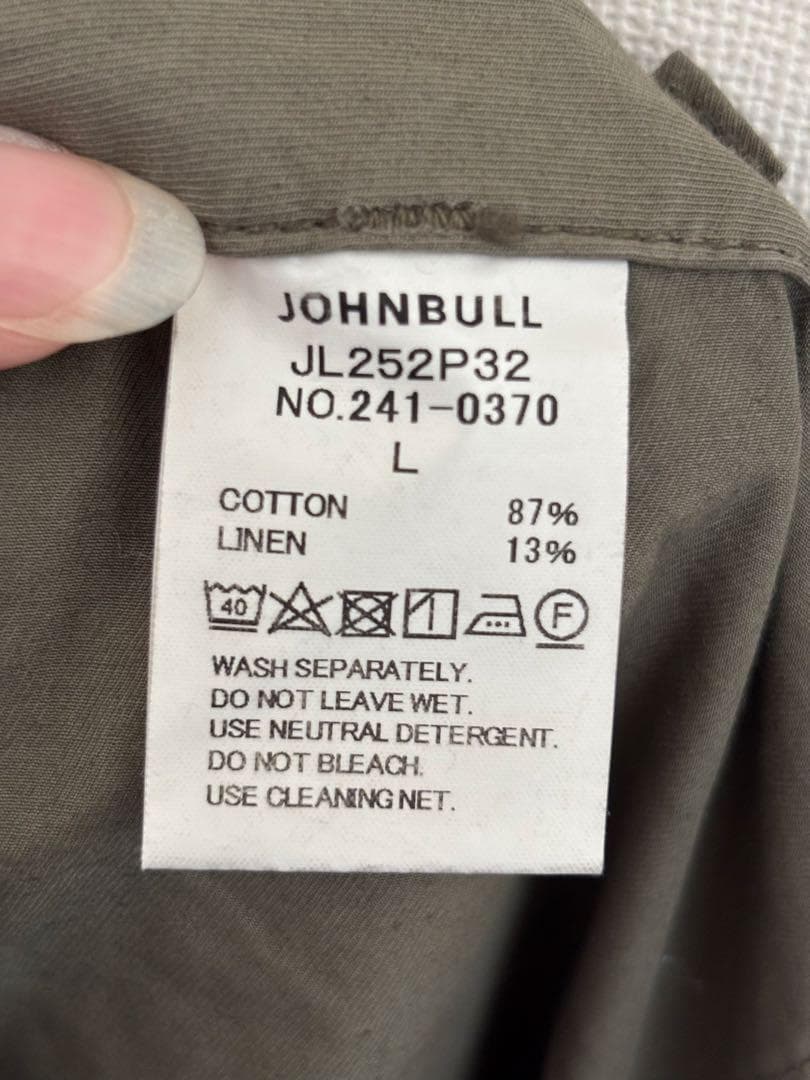 JOHNBULL
JL252P32
NO.241-0370
L
COTTON 87%
LINEN 13%
40 F
WASH SEPARATELY.
DO NOT LEAVE WET.
USE NEUTRAL DETERGENT.
DO NOT BLEACH.
USE CLEANING NET.